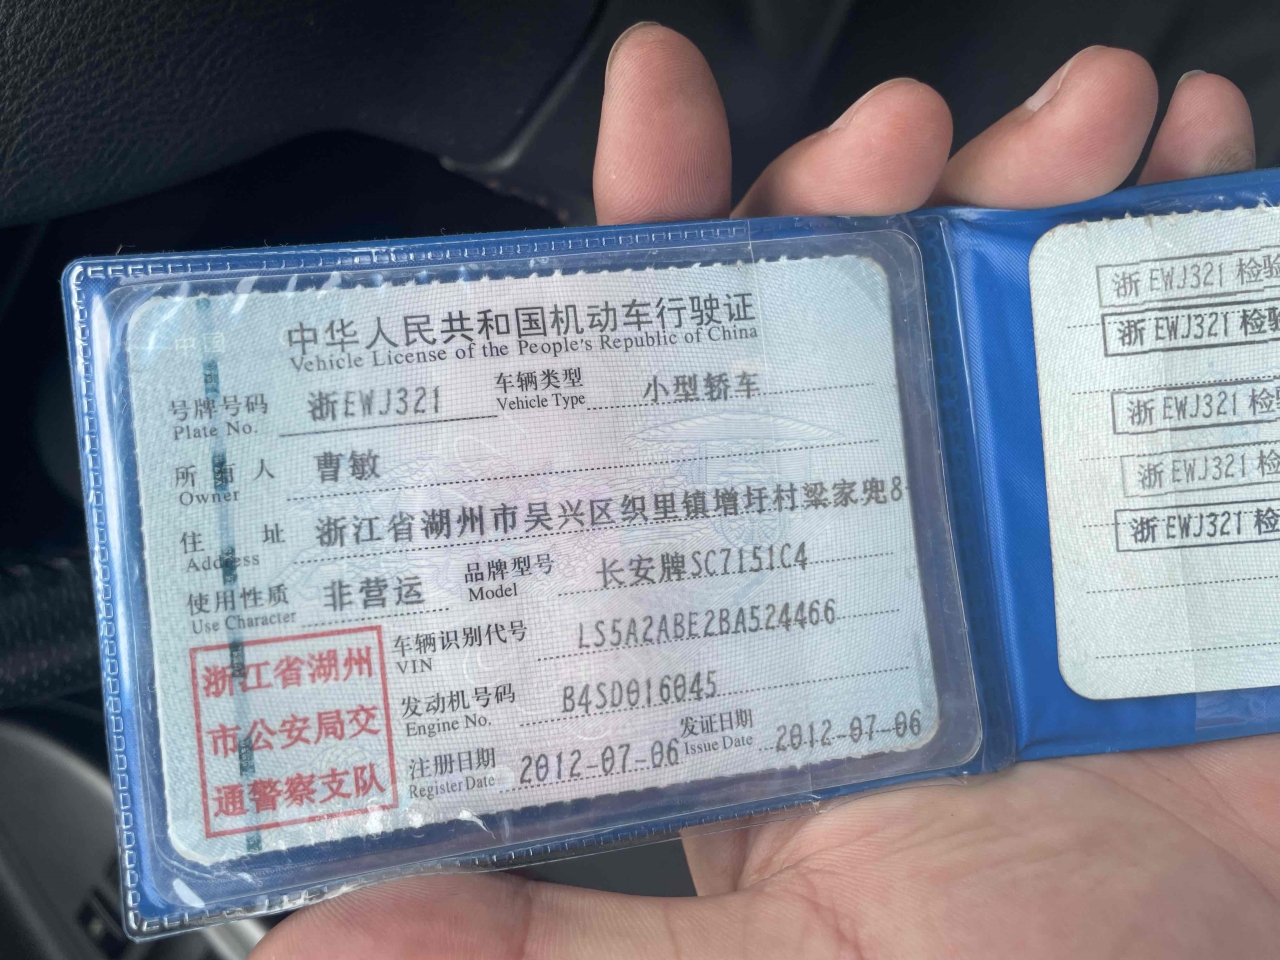 中华人民共和国机动车行驶证
Vehicle License of the People's Republic of China
号牌号码 浙EWJ321 车辆类型 小型轿车
Plate No. Vehicle Type
所有人 曹敏
Owner
住址 浙江省湖州市吴兴区织里镇增圩村梁家兜8
Address
使用性质 非营运 品牌型号 长安牌SC7151C4
Use Character Model
车辆识别代号 LS5A2ABE2BA524466
VIN
发动机号码 B4SD016045
Engine No.
注册日期 2012-07-06 发证日期 2012-07-06
Register Date Issue Date
浙江省湖州
市公安局交
通警察支队
浙EWJ321检验
浙EWJ321检验
浙EWJ321检
浙EWJ321检
浙EWJ321检